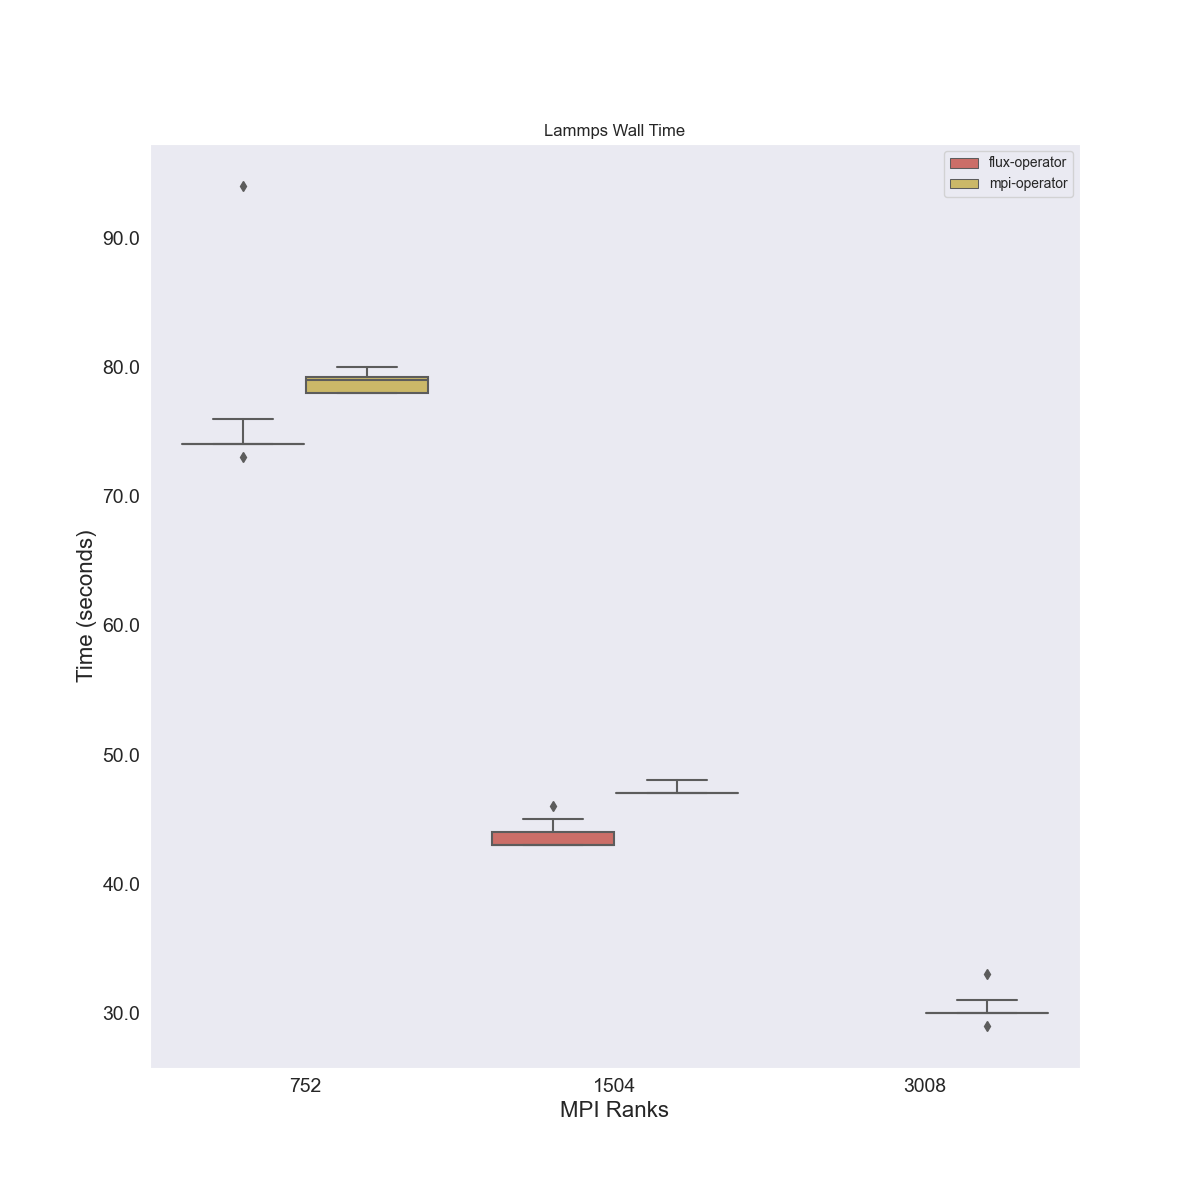 Lammps Wall Time
flux-operator
mpi-operator
90.0
80.0
70.0
60.0
50.0
40.0
30.0
Time (seconds)
752 1504 3008
MPI Ranks